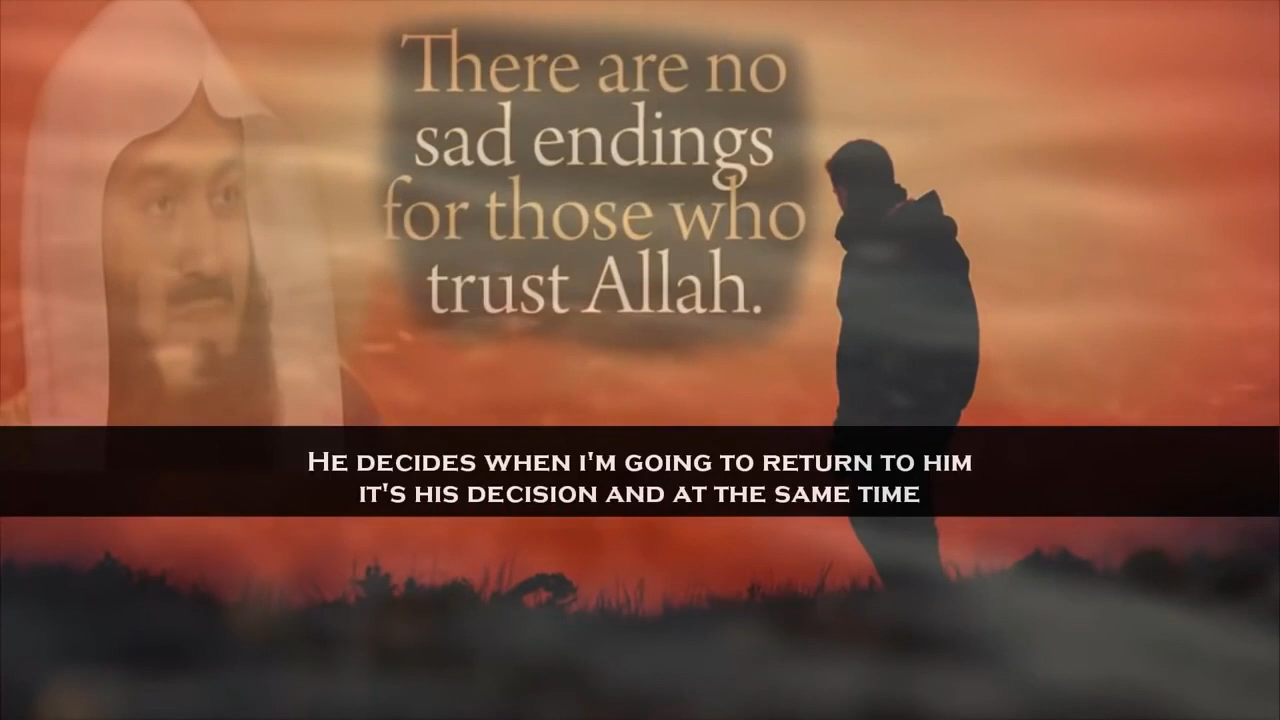 There are no
sad endings
for those who
trust Allah.
HE DECIDES WHEN I'M GOING TO RETURN TO HIM
IT'S HIS DECISION AND AT THE SAME TIME